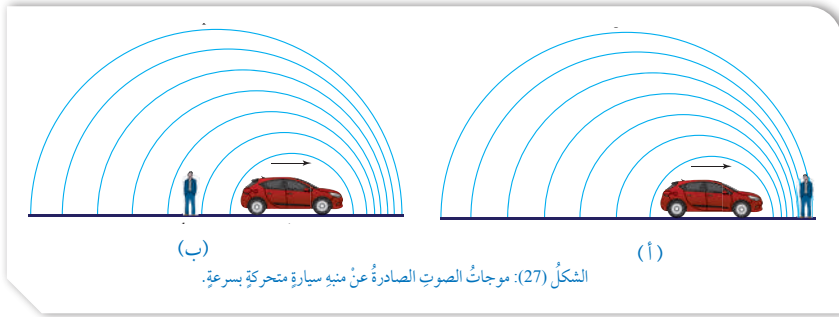 (أ)
(ب)
الشكلُ (27): موجاتُ الصوتِ الصادرةُ عنْ منبهِ سيارةٍ متحركةٍ بسرعةٍ.